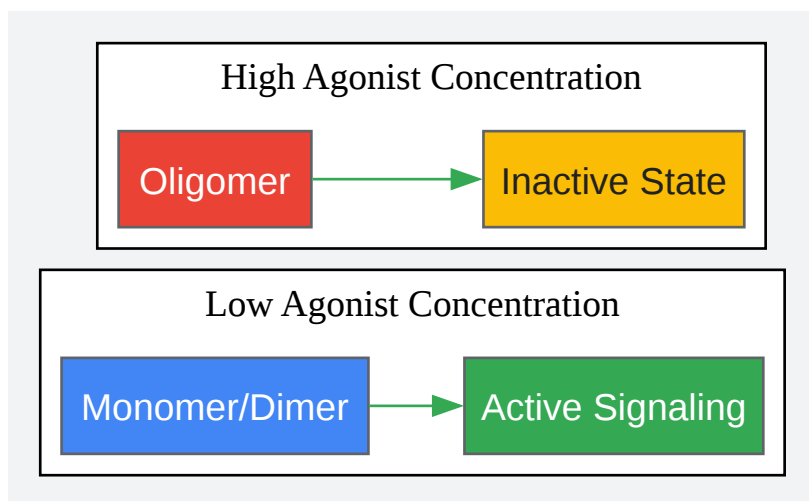 High Agonist Concentration
Oligomer
Inactive State
Low Agonist Concentration
Monomer/Dimer
Active Signaling